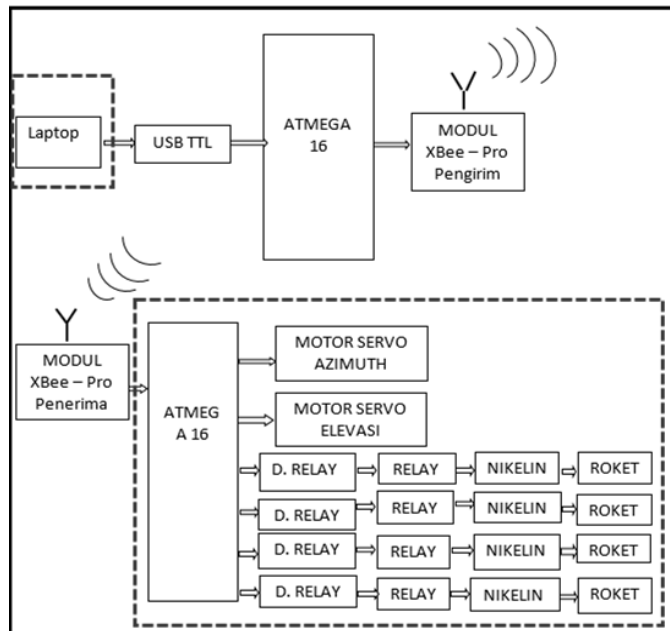 Laptop
USB TTL
ATMEGA
16
MODUL
XBee – Pro
Pengirim
MODUL
XBee – Pro
Penerima
ATMEG
A 16
MOTOR SERVO
AZIMUTH
MOTOR SERVO
ELEVASI
D. RELAY
RELAY
NIKELIN
ROKET
D. RELAY
RELAY
NIKELIN
ROKET
D. RELAY
RELAY
NIKELIN
ROKET
D. RELAY
RELAY
NIKELIN
ROKET